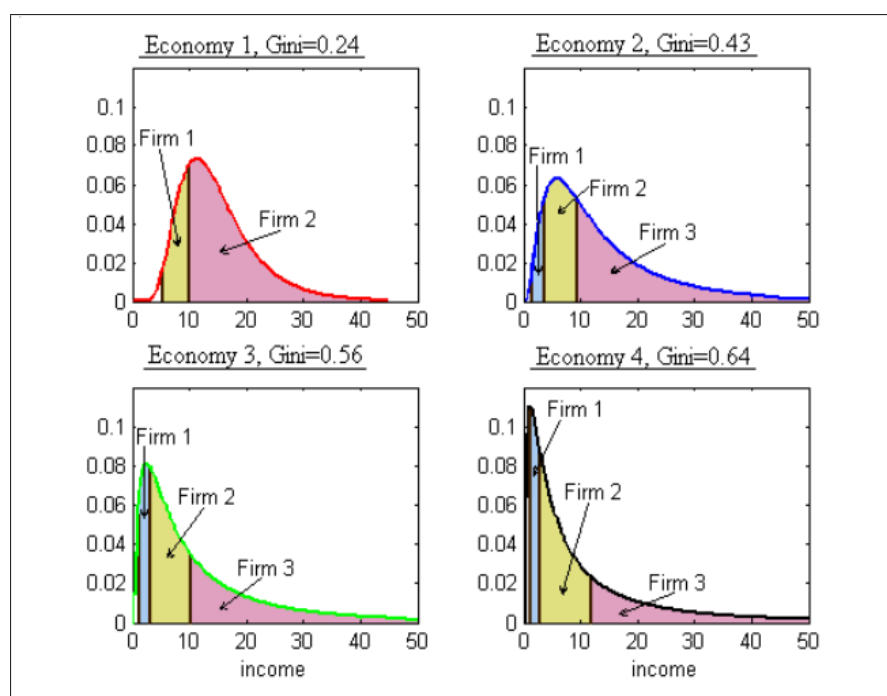 Economy 1, Gini=0.24
0.1
0.08
0.06
0.04
0.02
0
Firm 1
Firm 2
0 10 20 30 40 50
Economy 2, Gini=0.43
0.1
0.08
0.06
0.04
0.02
0
Firm 1
Firm 2
Firm 3
0 10 20 30 40 50
Economy 3, Gini=0.56
0.1
0.08
0.06
0.04
0.02
0
Firm 1
Firm 2
Firm 3
0 10 20 30 40 50
income
Economy 4, Gini=0.64
0.1
0.08
0.06
0.04
0.02
0
Firm 1
Firm 2
Firm 3
0 10 20 30 40 50
income